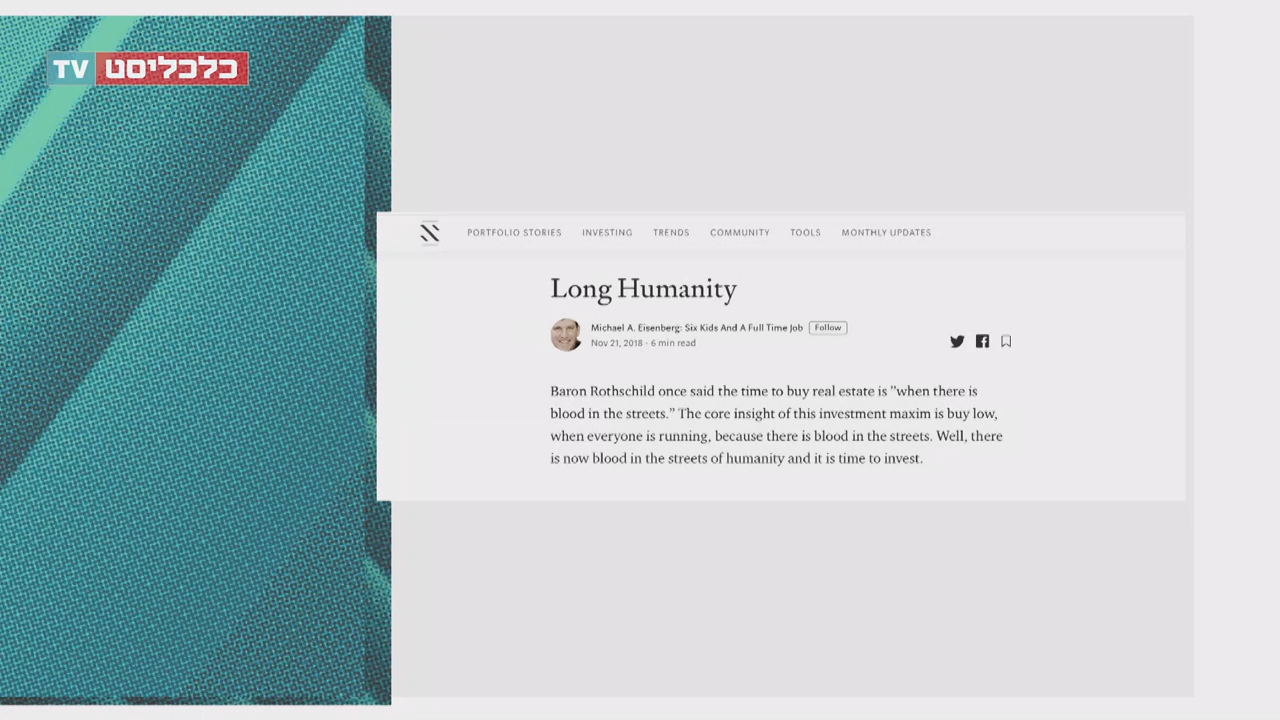 TV כלכליסט
PORTFOLIO STORIES INVESTING TRENDS COMMUNITY TOOLS MONTHLY UPDATES
Long Humanity
Michael A. Eisenberg: Six Kids And A Full Time Job Follow
Nov 21, 2018 · 6 min read
Baron Rothschild once said the time to buy real estate is ”when there is
blood in the streets.” The core insight of this investment maxim is buy low,
when everyone is running, because there is blood in the streets. Well, there
is now blood in the streets of humanity and it is time to invest.